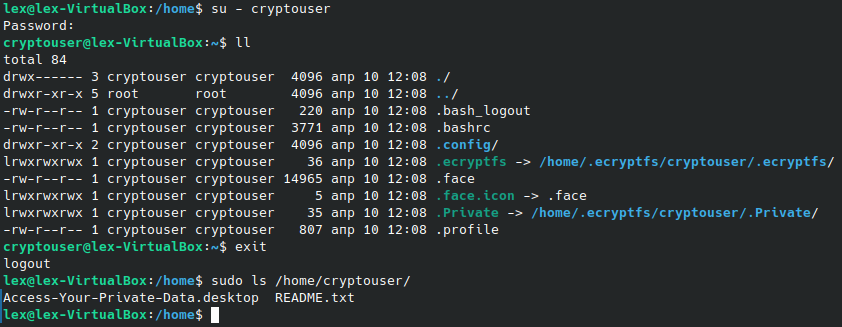 lex@lex-VirtualBox:/home$ su - cryptouser
Password:
cryptouser@lex-VirtualBox:~$ ll
total 84
drwx------ 3 cryptouser cryptouser  4096 апр 10 12:08 ./
drwxr-xr-x 5 root       root        4096 апр 10 12:08 ../
-rw-r--r-- 1 cryptouser cryptouser   220 апр 10 12:08 .bash_logout
-rw-r--r-- 1 cryptouser cryptouser  3771 апр 10 12:08 .bashrc
drwxr-xr-x 2 cryptouser cryptouser  4096 апр 10 12:08 .config/
lrwxrwxrwx 1 cryptouser cryptouser    36 апр 10 12:08 .ecryptfs -> /home/.ecryptfs/cryptouser/.ecryptfs/
-rw-r--r-- 1 cryptouser cryptouser 14965 апр 10 12:08 .face
lrwxrwxrwx 1 cryptouser cryptouser     5 апр 10 12:08 .face.icon -> .face
lrwxrwxrwx 1 cryptouser cryptouser    35 апр 10 12:08 .Private -> /home/.ecryptfs/cryptouser/.Private/
-rw-r--r-- 1 cryptouser cryptouser   807 апр 10 12:08 .profile
cryptouser@lex-VirtualBox:~$ exit
logout
lex@lex-VirtualBox:/home$ sudo ls /home/cryptouser/
Access-Your-Private-Data.desktop  README.txt
lex@lex-VirtualBox:/home$